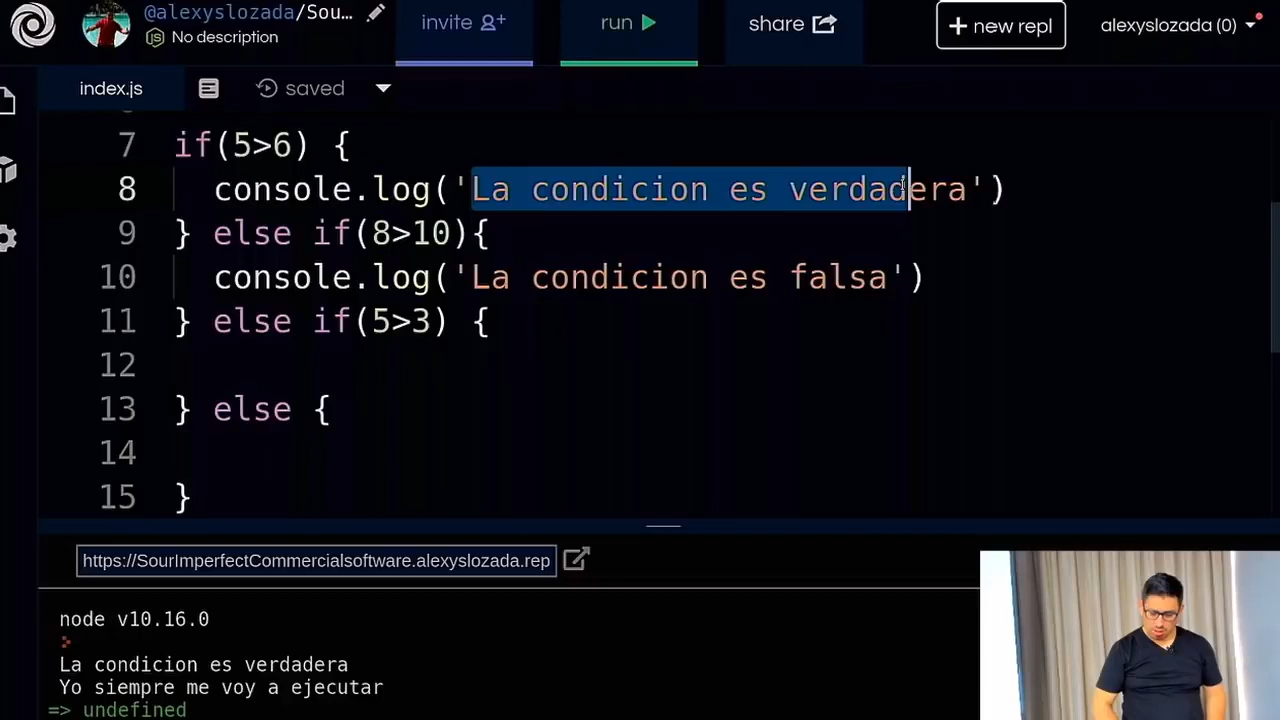 @alexyslozada/Sour…
No description
invite
run
share
+ new repl
alexyslozada (0)
index.js
saved
7 if(5>6) {
8 console.log('La condicion es verdadera')
9 } else if(8>10){
10 console.log('La condicion es falsa')
11 } else if(5>3) {
12
13 } else {
14
15 }
https://SourImperfectCommercialsoftware.alexyslozada.rep
node v10.16.0
>
La condicion es verdadera
Yo siempre me voy a ejecutar
=> undefined